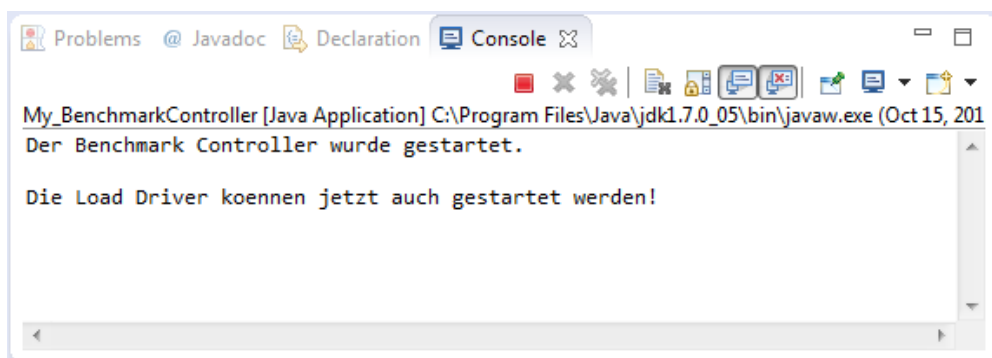 Problems @ Javadoc Declaration Console
My_BenchmarkController [Java Application] C:\Program Files\Java\jdk1.7.0_05\bin\javaw.exe (Oct 15, 201
Der Benchmark Controller wurde gestartet.
Die Load Driver koennen jetzt auch gestartet werden!